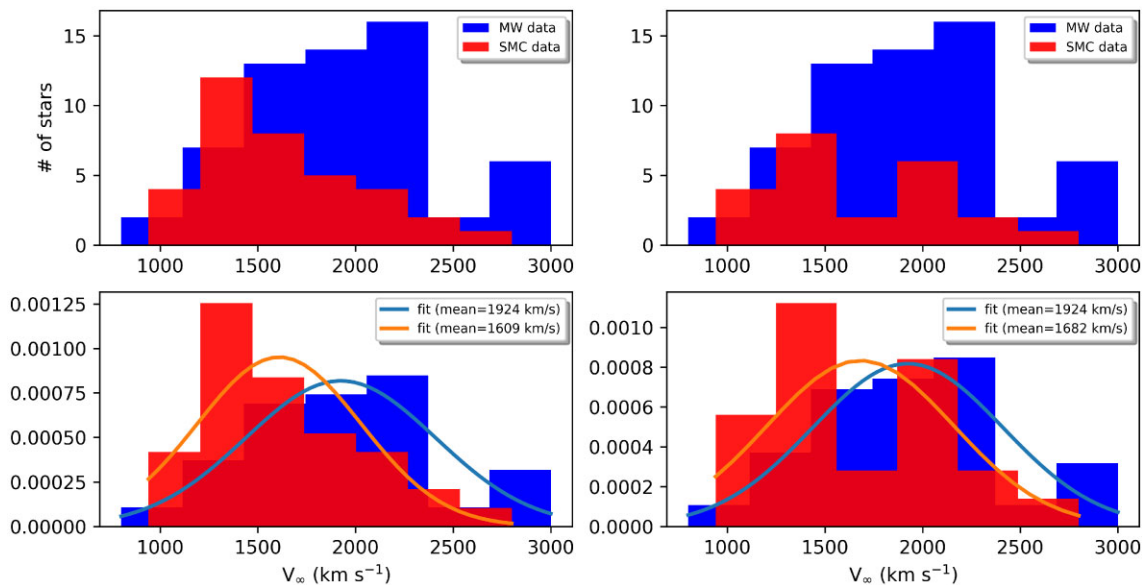 15
10
5
0
# of stars
MW data
SMC data
1000 1500 2000 2500 3000
15
10
5
0
MW data
SMC data
1000 1500 2000 2500 3000
0.00125
0.00100
0.00075
0.00050
0.00025
0.00000
fit (mean=1924 km/s)
fit (mean=1609 km/s)
1000 1500 2000 2500 3000
V∞ (km s⁻¹)
0.0010
0.0008
0.0006
0.0004
0.0002
0.0000
fit (mean=1924 km/s)
fit (mean=1682 km/s)
1000 1500 2000 2500 3000
V∞ (km s⁻¹)